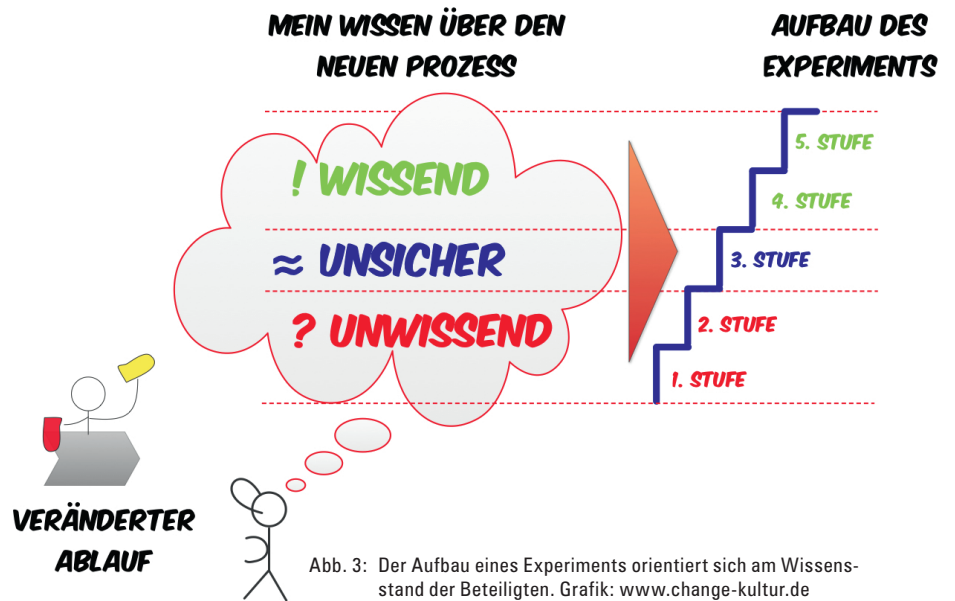 MEIN WISSEN ÜBER DEN
NEUEN PROZESS
AUFBAU DES
EXPERIMENTS
! WISSEND
≈ UNSICHER
? UNWISSEND
5. STUFE
4. STUFE
3. STUFE
2. STUFE
1. STUFE
VERÄNDERTER
ABLAUF
Abb. 3: Der Aufbau eines Experiments orientiert sich am Wissens-
stand der Beteiligten. Grafik: www.change-kultur.de